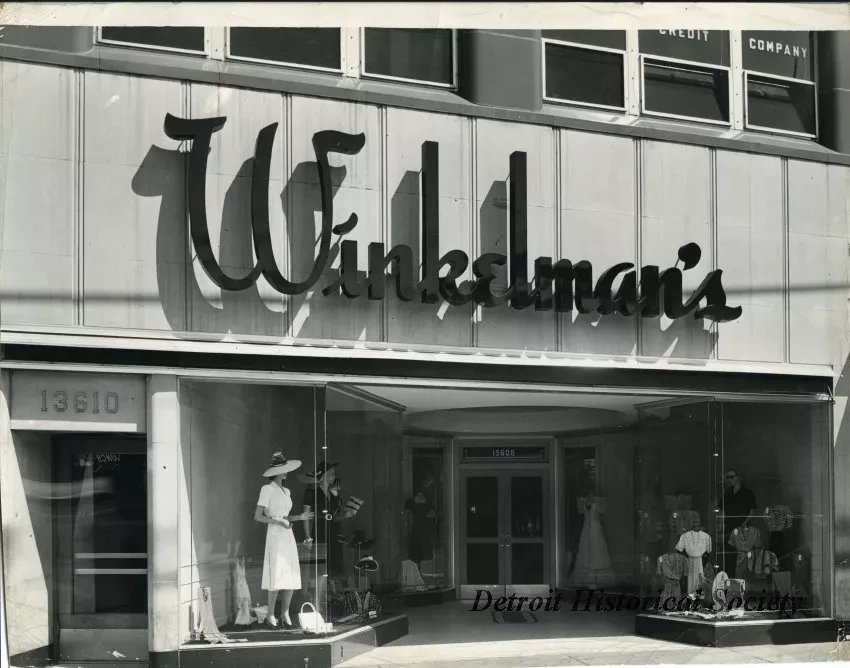 CREDIT
COMPANY
Winkelman's
13610
13606
Detroit Historical Society